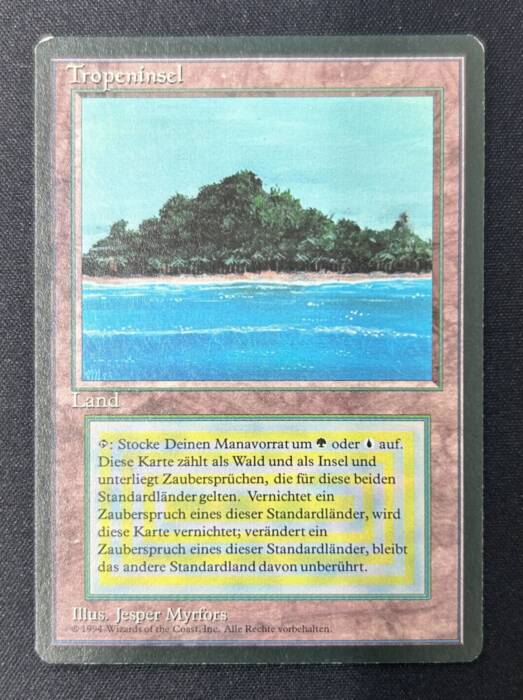 Tropeninsel
Land
: Stocke Deinen Manavorrat um oder auf.
Diese Karte zählt als Wald und als Insel und
unterliegt Zaubersprüchen, die für diese beiden
Standardländer gelten. Vernichtet ein
Zauberspruch eines dieser Standardländer, wird
diese Karte vernichtet; verändert ein
Zauberspruch eines dieser Standardländer, bleibt
das andere Standardland davon unberührt.
Illus. Jesper Myrfors
© 1994 Wizards of the Coast, Inc. Alle Rechte vorbehalten.